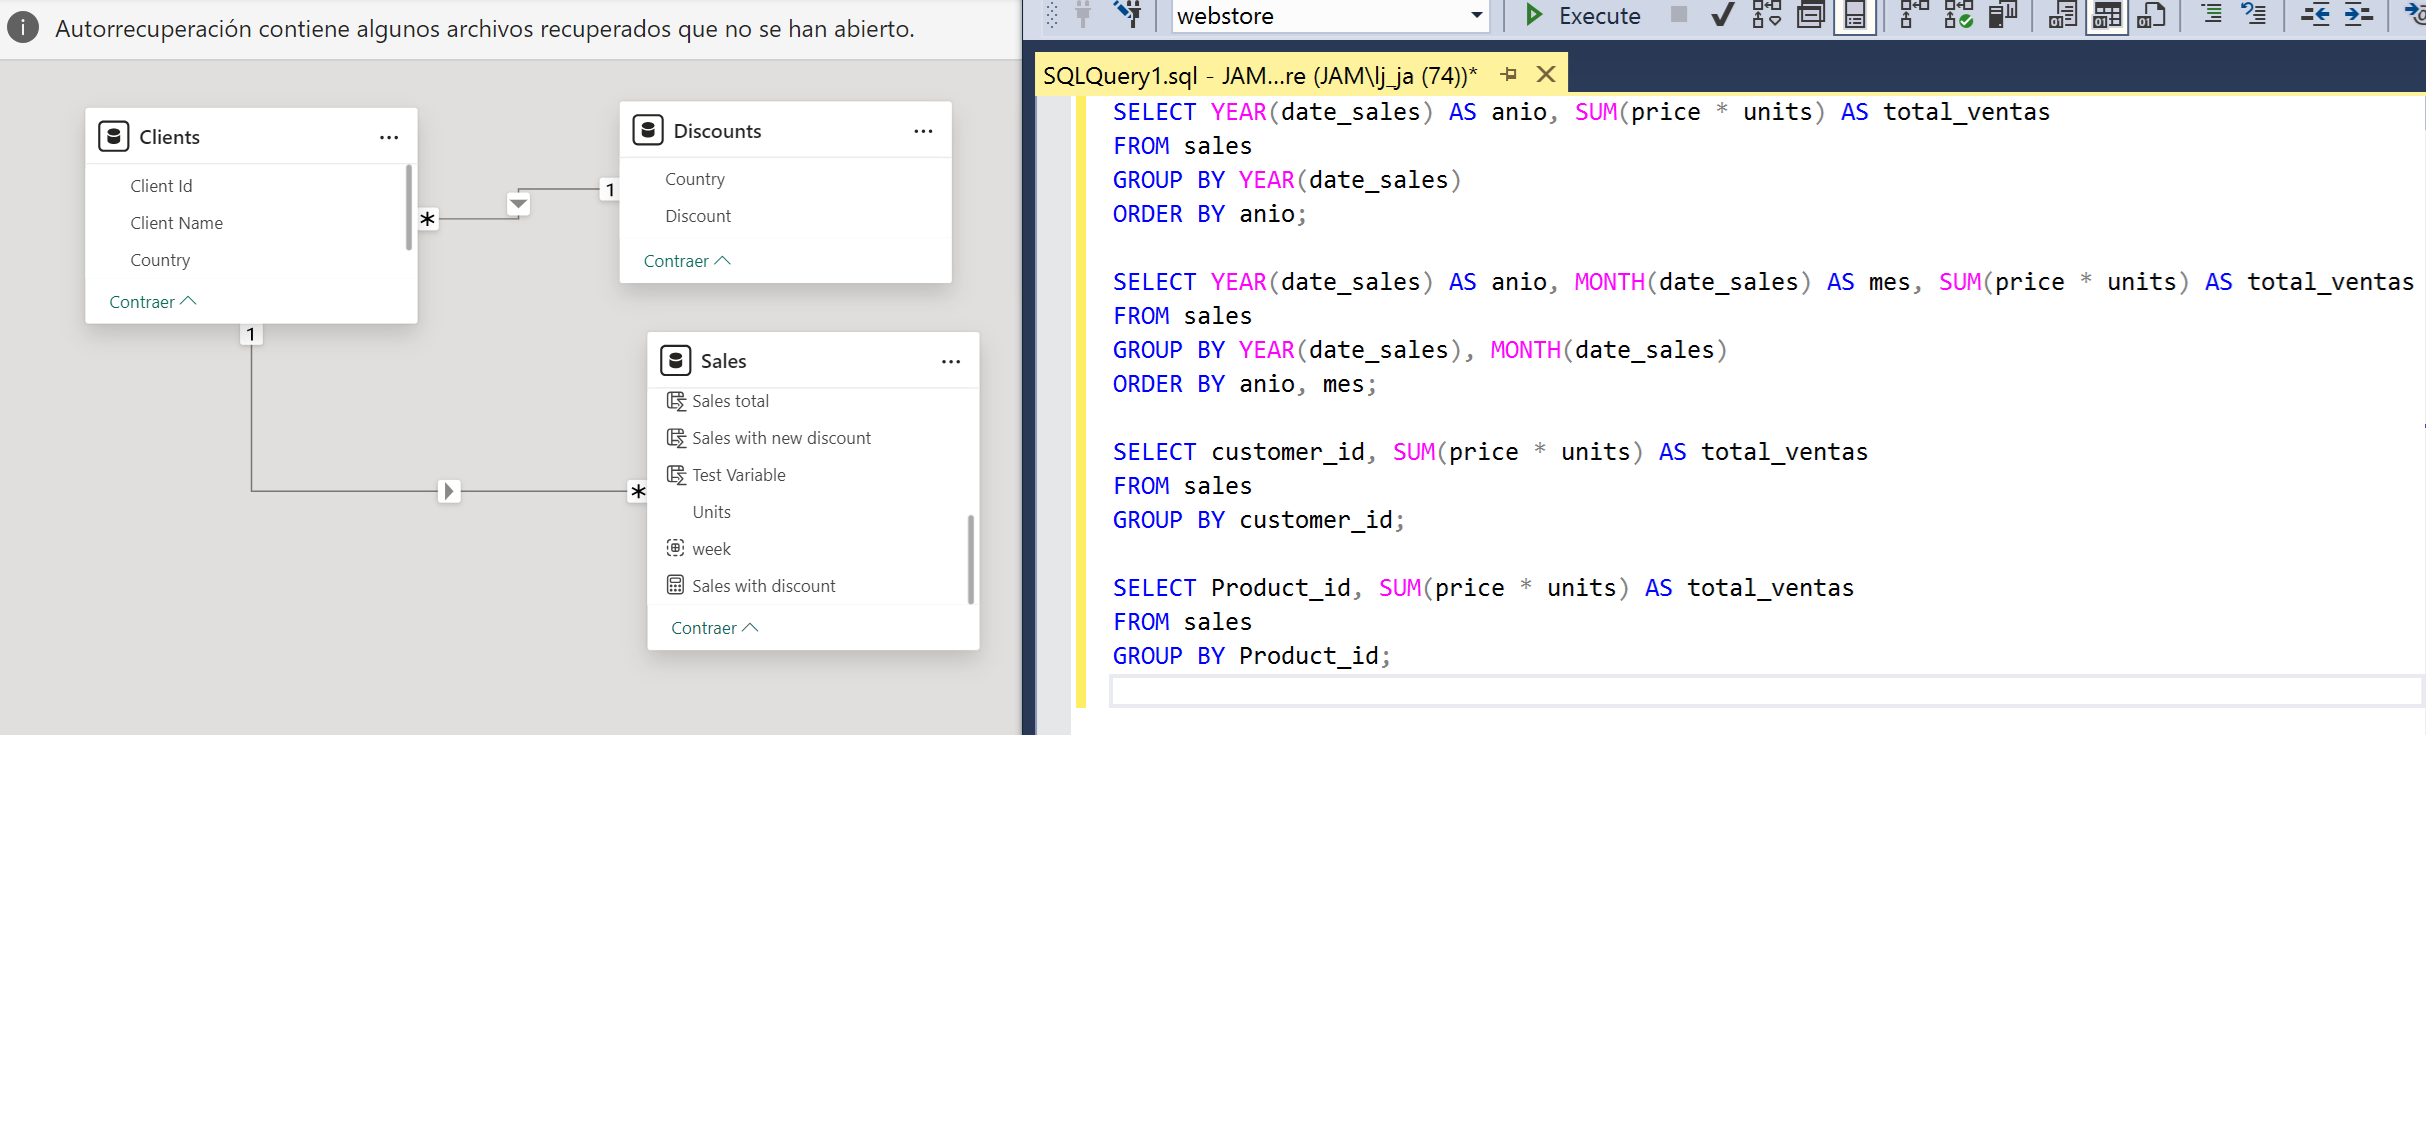 Autorrecuperación contiene algunos archivos recuperados que no se han abierto.
Clients
Client Id
Client Name
Country
Contraer
*
1
1
Discounts
Country
Discount
Contraer
*
Sales
Sales total
Sales with new discount
Test Variable
Units
week
Sales with discount
Contraer
webstore
Execute
SQLQuery1.sql - JAM...re (JAM\lj_ja (74))*
SELECT YEAR(date_sales) AS anio, SUM(price * units) AS total_ventas
FROM sales
GROUP BY YEAR(date_sales)
ORDER BY anio;
SELECT YEAR(date_sales) AS anio, MONTH(date_sales) AS mes, SUM(price * units) AS total_ventas
FROM sales
GROUP BY YEAR(date_sales), MONTH(date_sales)
ORDER BY anio, mes;
SELECT customer_id, SUM(price * units) AS total_ventas
FROM sales
GROUP BY customer_id;
SELECT Product_id, SUM(price * units) AS total_ventas
FROM sales
GROUP BY Product_id;